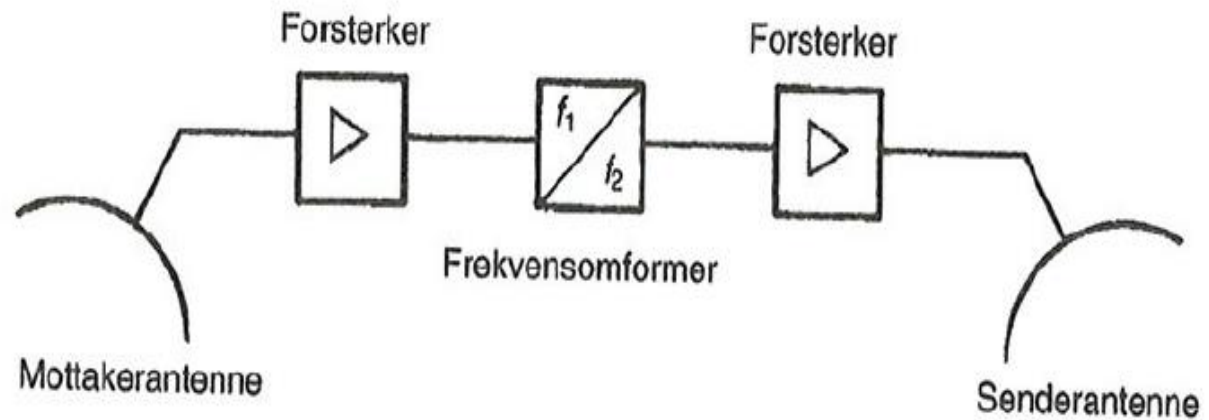 Forsterker
Forsterker
f1
f2
Frekvensomformer
Mottakerantenne
Senderantenne